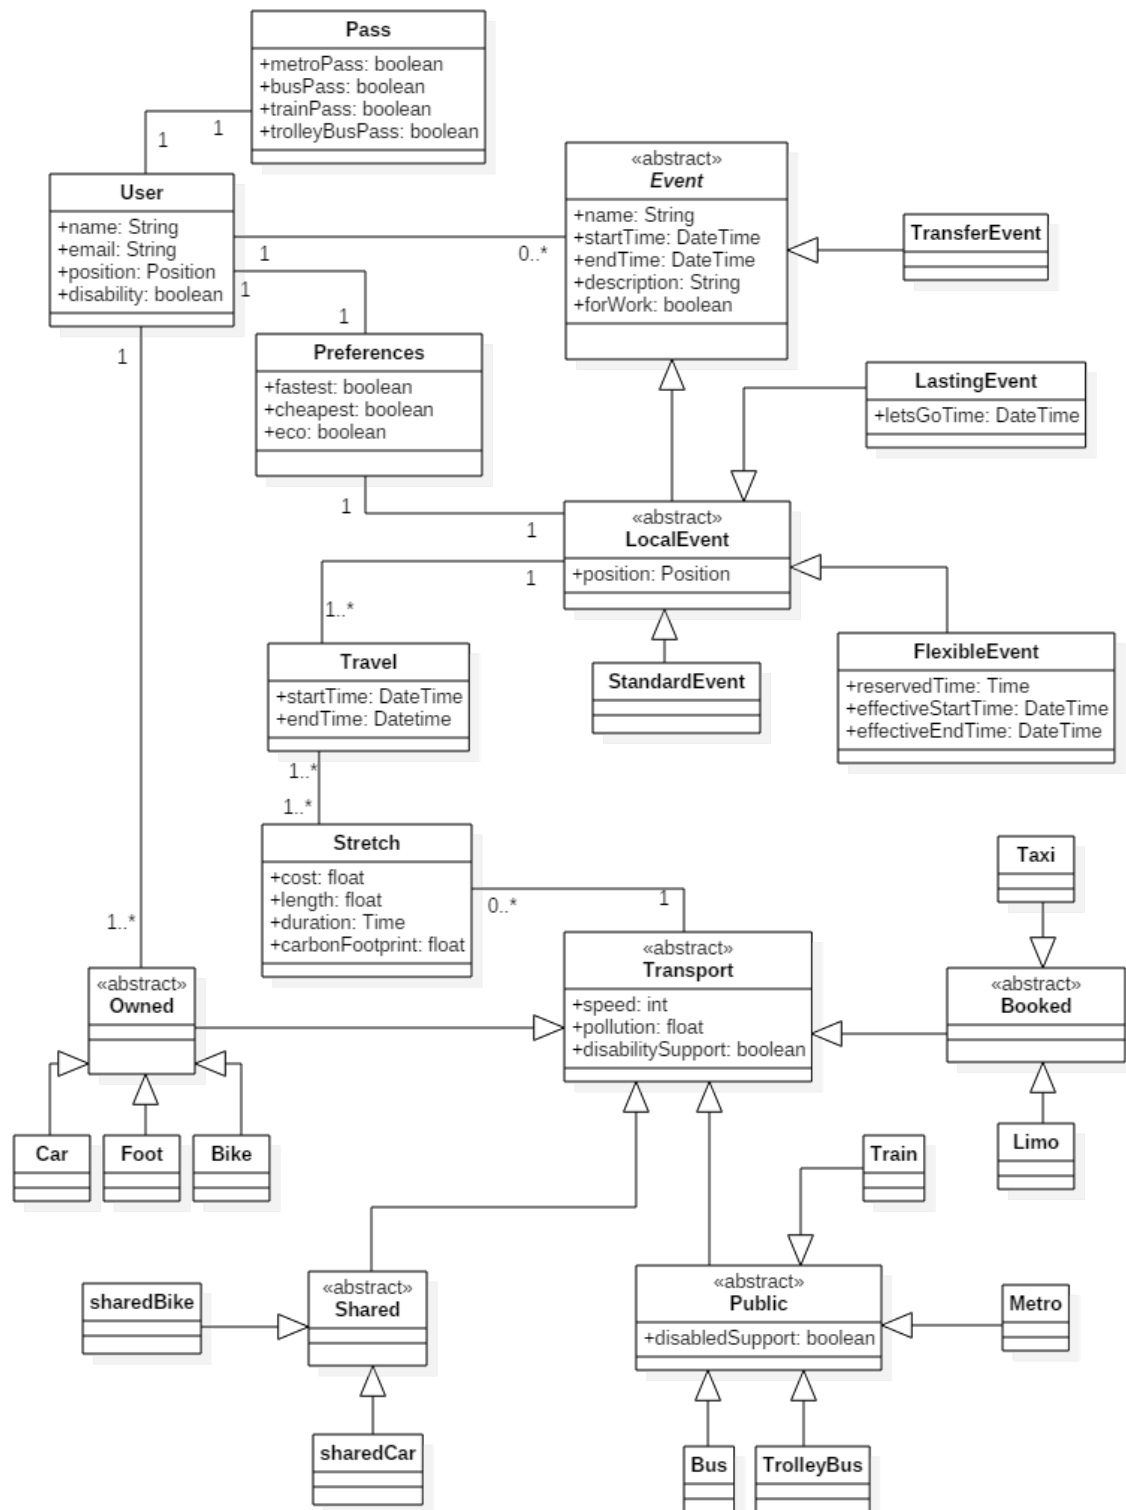 Pass
+metroPass: boolean
+busPass: boolean
+trainPass: boolean
+trolleyBusPass: boolean
1
1
User
+name: String
+email: String
+position: Position
+disability: boolean
«abstract»
Event
+name: String
+startTime: DateTime
+endTime: DateTime
+description: String
+forWork: boolean
TransferEvent
1
0..*
1
1
1
Preferences
+fastest: boolean
+cheapest: boolean
+eco: boolean
LastingEvent
+letsGoTime: DateTime
1
1
«abstract»
LocalEvent
+position: Position
1
1..*
Travel
+startTime: DateTime
+endTime: Datetime
StandardEvent
FlexibleEvent
+reservedTime: Time
+effectiveStartTime: DateTime
+effectiveEndTime: DateTime
1..*
1..*
Stretch
+cost: float
+length: float
+duration: Time
+carbonFootprint: float
0..*
1
Taxi
1..*
«abstract»
Owned
«abstract»
Transport
+speed: int
+pollution: float
+disabilitySupport: boolean
«abstract»
Booked
Car
Foot
Bike
Train
Limo
sharedBike
«abstract»
Shared
«abstract»
Public
+disabledSupport: boolean
Metro
sharedCar
Bus
TrolleyBus